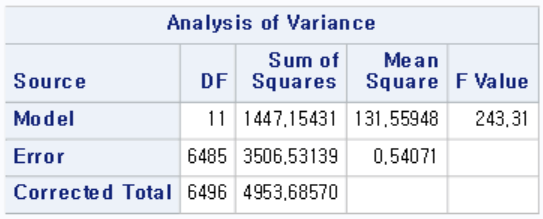 Analysis of Variance
Source DF Sum of Squares Mean Square F Value
Model 11 1447,15431 131,55948 243,31
Error 6485 3506,53139 0,54071
Corrected Total 6496 4953,68570